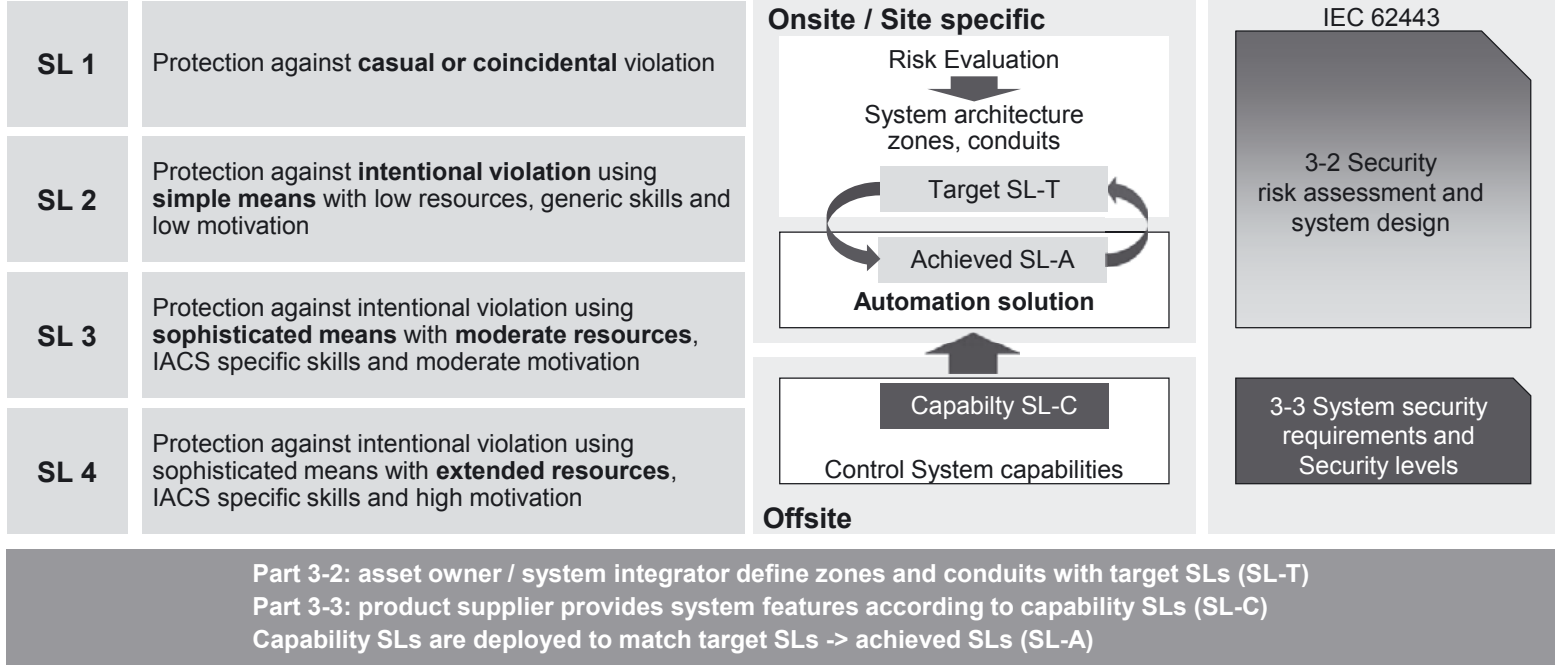 SL 1
Protection against casual or coincidental violation
SL 2
Protection against intentional violation using
simple means with low resources, generic skills and
low motivation
SL 3
Protection against intentional violation using
sophisticated means with moderate resources,
IACS specific skills and moderate motivation
SL 4
Protection against intentional violation using
sophisticated means with extended resources,
IACS specific skills and high motivation
Onsite / Site specific
Risk Evaluation
System architecture
zones, conduits
Target SL-T
Achieved SL-A
Automation solution
Capabilty SL-C
Control System capabilities
Offsite
IEC 62443
3-2 Security
risk assessment and
system design
3-3 System security
requirements and
Security levels
Part 3-2: asset owner / system integrator define zones and conduits with target SLs (SL-T)
Part 3-3: product supplier provides system features according to capability SLs (SL-C)
Capability SLs are deployed to match target SLs -> achieved SLs (SL-A)